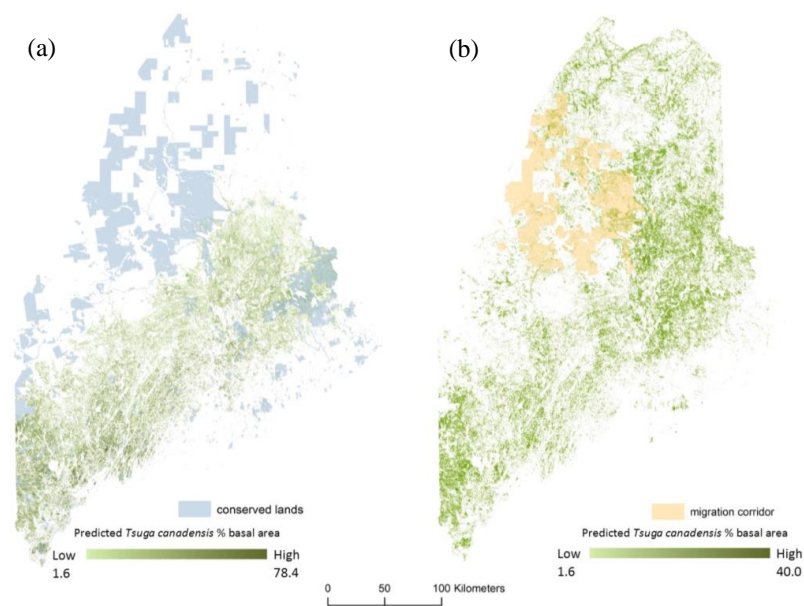 (a)
(b)
conserved lands
Predicted Tsuga canadensis % basal area
Low High
1.6 78.4
migration corridor
Predicted Tsuga canadensis % basal area
Low High
1.6 40.0
0 50 100 Kilometers